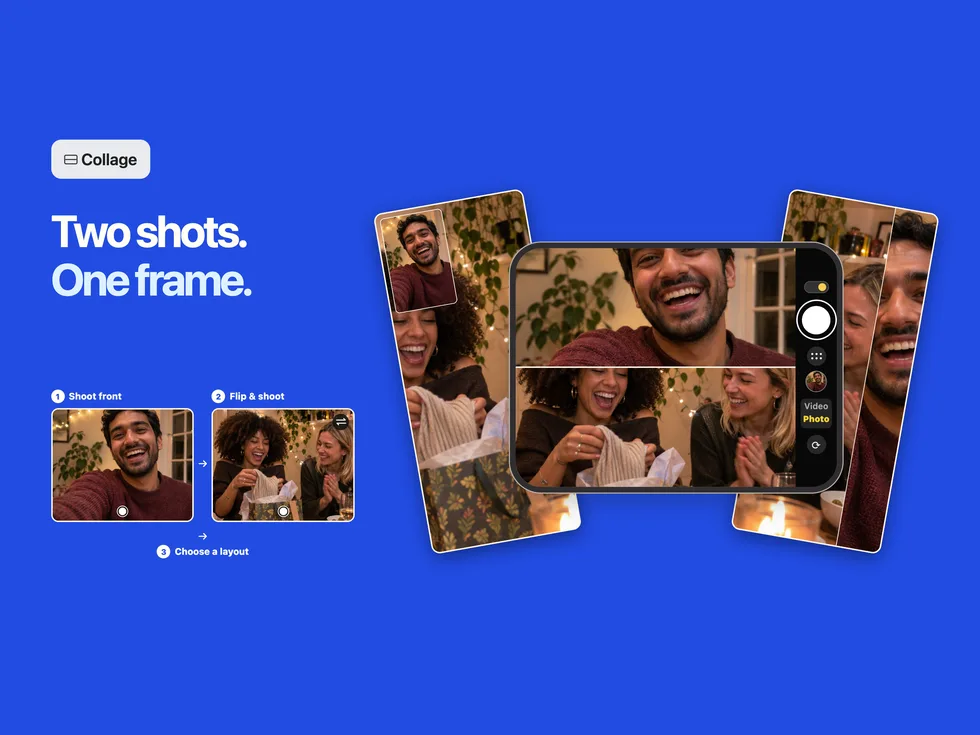 Collage
Two shots.
One frame.
1 Shoot front
2 Flip & shoot
3 Choose a layout
Video
Photo